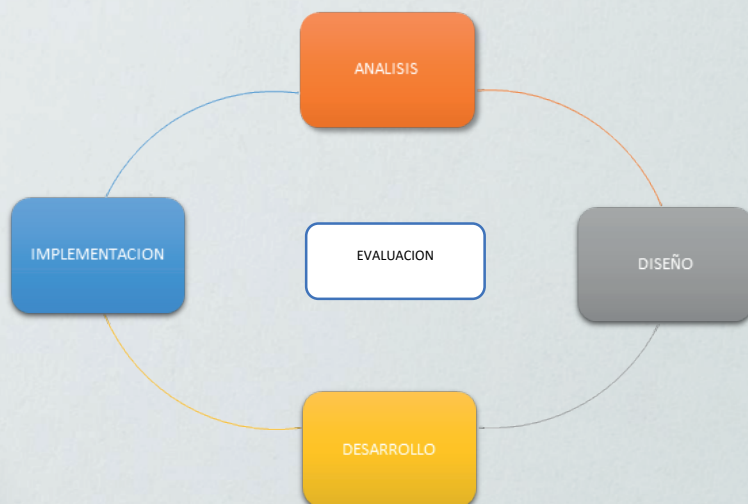 ANALISIS
IMPLEMENTACION
EVALUACION
DISEÑO
DESARROLLO